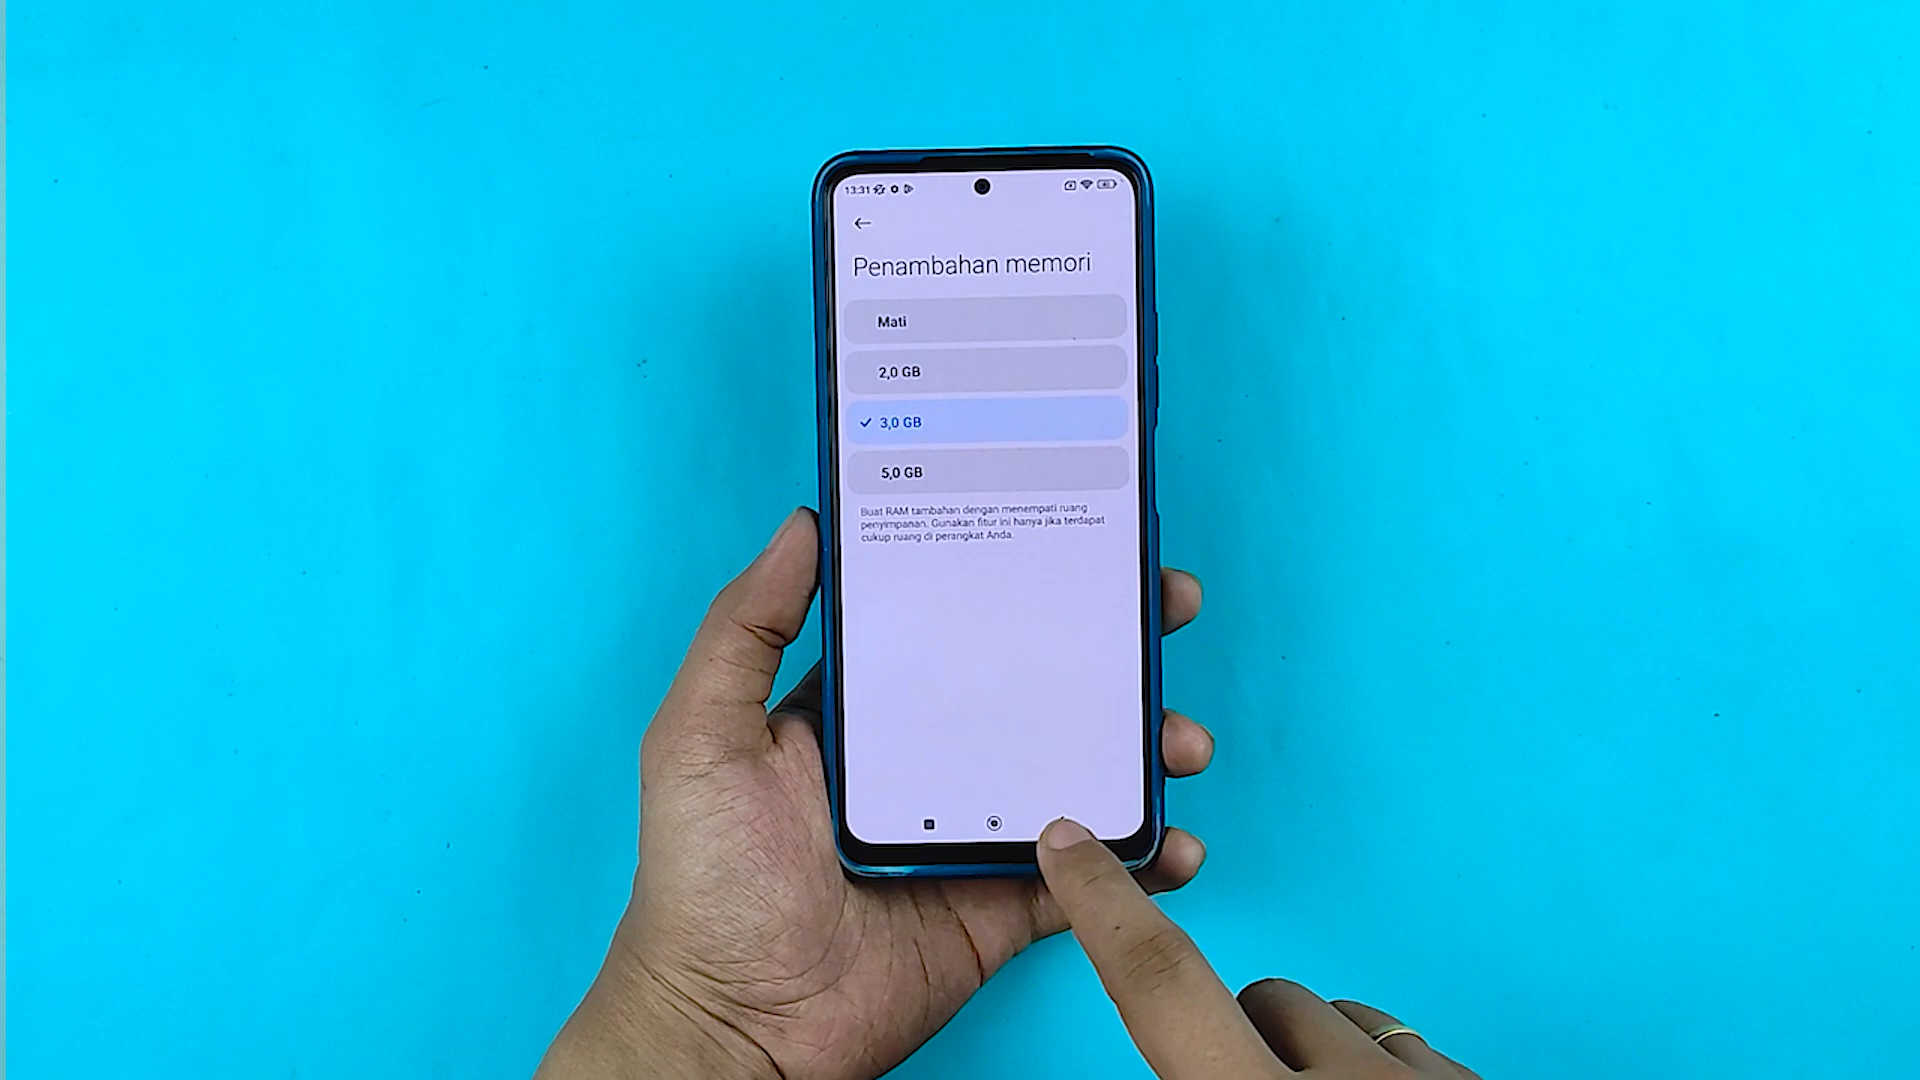 13:31
Penambahan memori
Mati
2,0 GB
3,0 GB
5,0 GB
Buat RAM tambahan dengan menempati ruang
penyimpanan. Gunakan fitur ini hanya jika terdapat
cukup ruang di perangkat Anda.